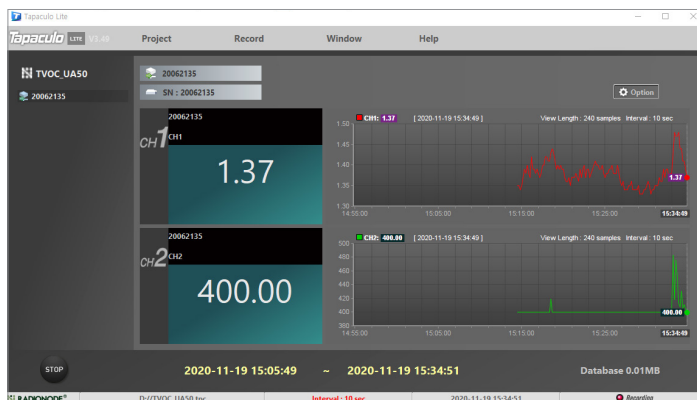 Tapaculo Lite
Tapaculo LITE V1.46
Project Record Window Help
TVOC_UA50
20062135
20062135
SN : 20062135
Option
CH1
20062135
CH1
1.37
CH1: 1.37 [ 2020-11-19 15:34:49 ] View Length : 240 samples Interval : 10 sec
1.50
1.45
1.40
1.35
1.30
1.37
14:55:00 15:05:00 15:15:00 15:25:00 15:34:49
CH2
20062135
CH2
400.00
CH2: 400.00 [ 2020-11-19 15:34:49 ] View Length : 240 samples Interval : 10 sec
500
480
460
440
420
400
380
400.00
14:55:00 15:05:00 15:15:00 15:25:00 15:34:49
STOP
2020-11-19 15:05:49 ~ 2020-11-19 15:34:51
Database 0.01MB
RADIONODE® D://TVOC_UA50.tpc Interval : 10 sec 2020-11-19 15:34:51 Recording